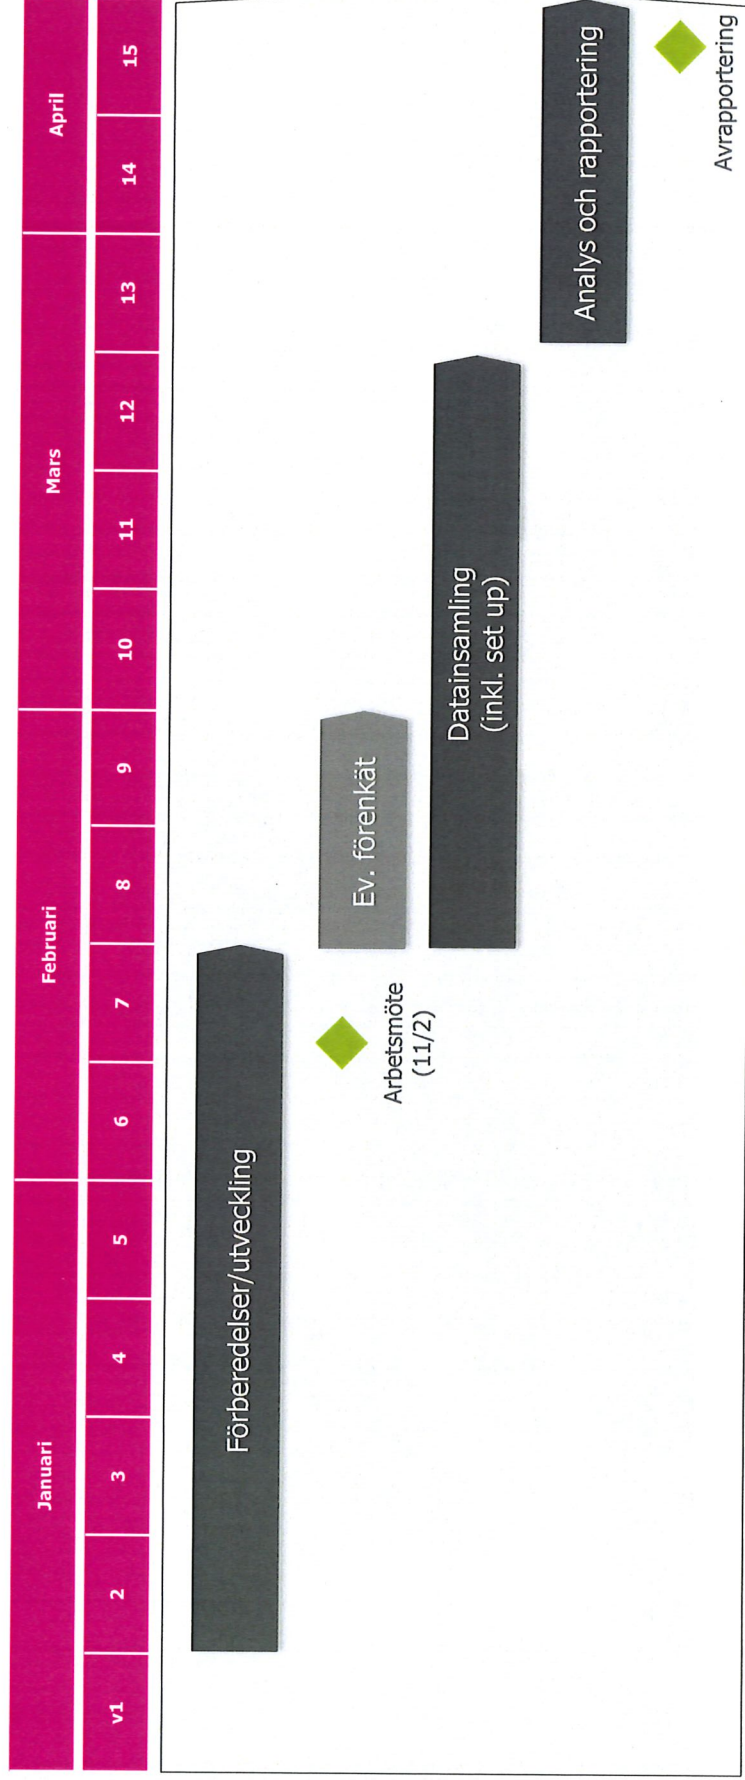 Januari
Februari
Mars
April
v1 2 3 4 5 6 7 8 9 10 11 12 13 14 15
Förberedelser/utveckling
Arbetsmöte
(11/2)
Ev. förenkät
Datainsamling
(inkl. set up)
Analys och rapportering
Avrapportering